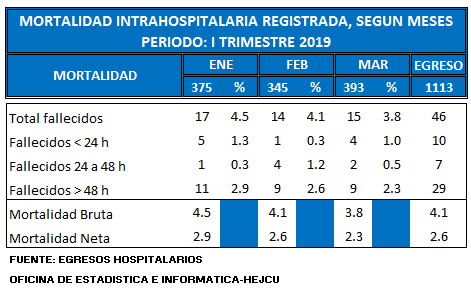 MORTALIDAD INTRAHOSPITALARIA REGISTRADA, SEGUN MESES
PERIODO: I TRIMESTRE 2019
MORTALIDAD ENE FEB MAR EGRESO
375 % 345 % 393 % 1113
Total fallecidos 17 4.5 14 4.1 15 3.8 46
Fallecidos < 24 h 5 1.3 1 0.3 4 1.0 10
Fallecidos 24 a 48 h 1 0.3 4 1.2 2 0.5 7
Fallecidos > 48 h 11 2.9 9 2.6 9 2.3 29
Mortalidad Bruta 4.5 4.1 3.8 4.1
Mortalidad Neta 2.9 2.6 2.3 2.6
FUENTE: EGRESOS HOSPITALARIOS
OFICINA DE ESTADISTICA E INFORMATICA-HEJCU